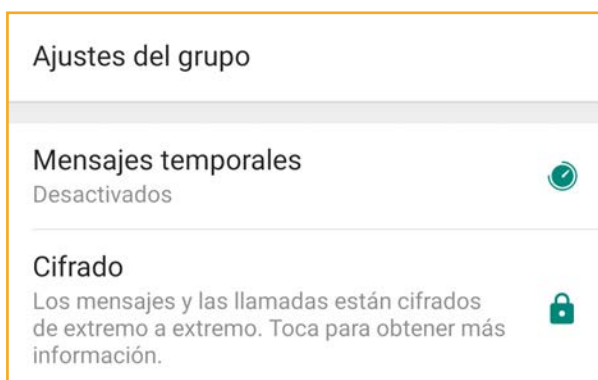 Ajustes del grupo
Mensajes temporales
Desactivados
Cifrado
Los mensajes y las llamadas están cifrados
de extremo a extremo. Toca para obtener más
información.